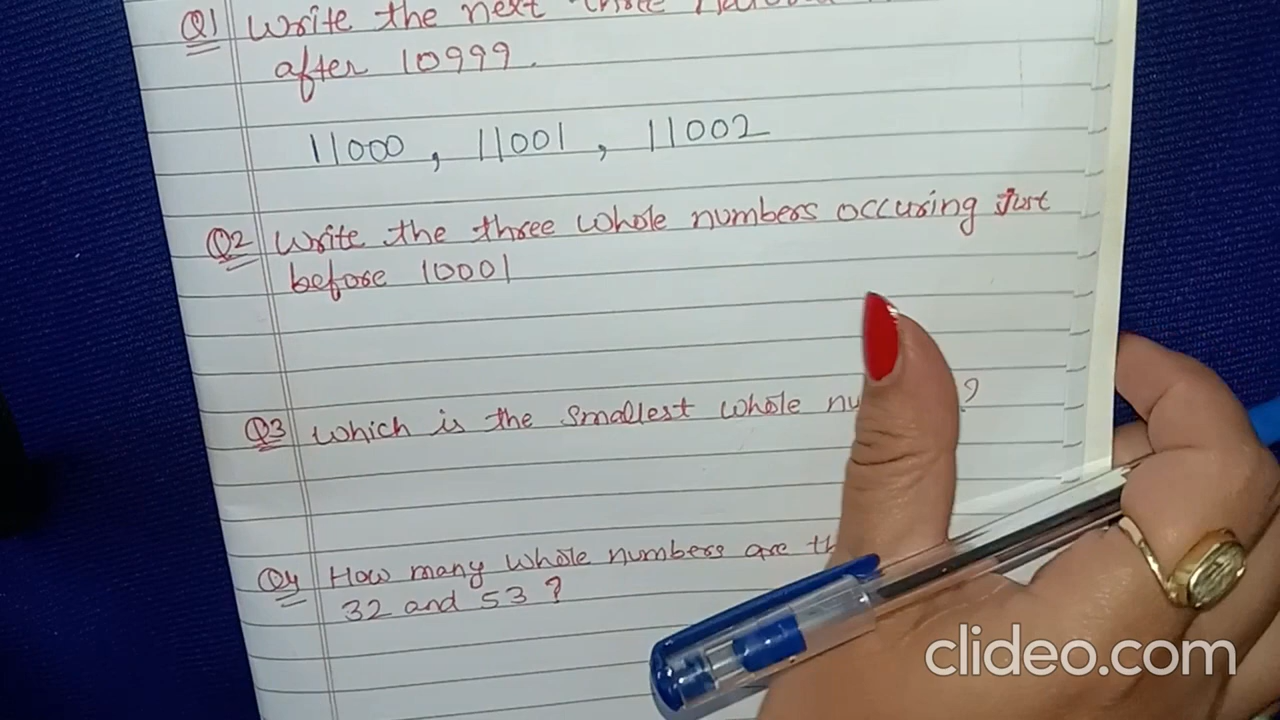 Q1 Write the next three
after 10999.
11000, 11001, 11002
Q2 Write the three whole numbers occuring Just
before 10001
Q3 Which is the smallest whole ?
Q4 How many whole numbers are
32 and 53?
clideo.com